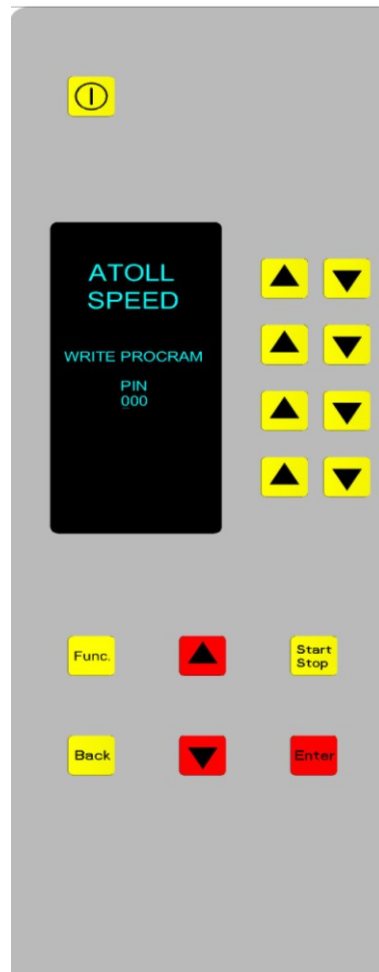 ATOLL
SPEED
WRITE PROCRAM
PIN
000
Func.
Start
Stop
Back
Enter